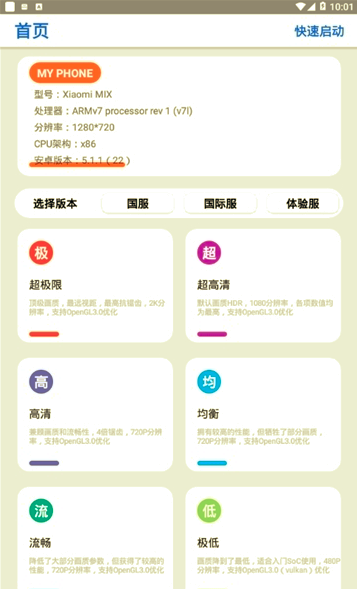 10:01
首页
快速启动
MY PHONE
型号：Xiaomi MIX
处理器：ARMv7 processor rev 1 (v7l)
分辨率：1280*720
CPU架构：x86
安卓版本：5.1.1（22）
选择版本 国服 国际服 体验服
极
超极限
顶级画质，最远视距，最高抗锯齿，2K分
辨率，支持OpenGL3.0优化
超
超高清
默认画质HDR，1080分辨率，各项数值均
为最高，支持OpenGL3.0优化
高
高清
兼顾画质和流畅性，4倍锯齿，720P分辨
率，支持OpenGL3.0优化
均
均衡
拥有较高的性能，但牺牲了部分画质，
720P分辨率，支持OpenGL3.0优化
流
流畅
降低了大部分画质参数，但获得了较高的
性能，720P分辨率，支持OpenGL3.0优化
低
极低
画质降到了最低，适合入门SoC使用，480P
分辨率，支持OpenGL3.0（vulkan）优化